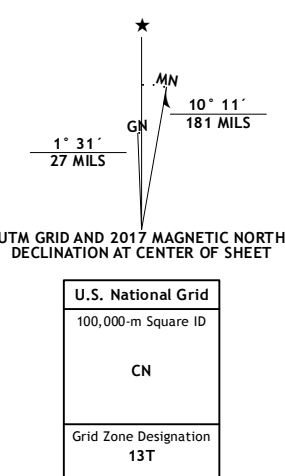 ★
MN
GN
10° 11´
181 MILS
1° 31´
27 MILS
UTM GRID AND 2017 MAGNETIC NORTH
DECLINATION AT CENTER OF SHEET
U.S. National Grid
100,000-m Square ID
CN
Grid Zone Designation
13T